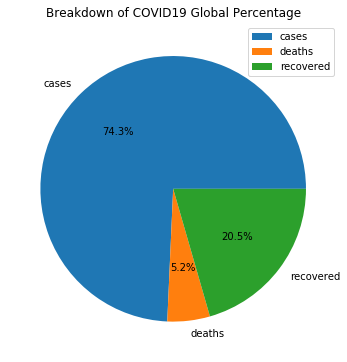 Breakdown of COVID19 Global Percentage
cases
deaths
recovered
cases
74.3%
20.5%
5.2%
recovered
deaths